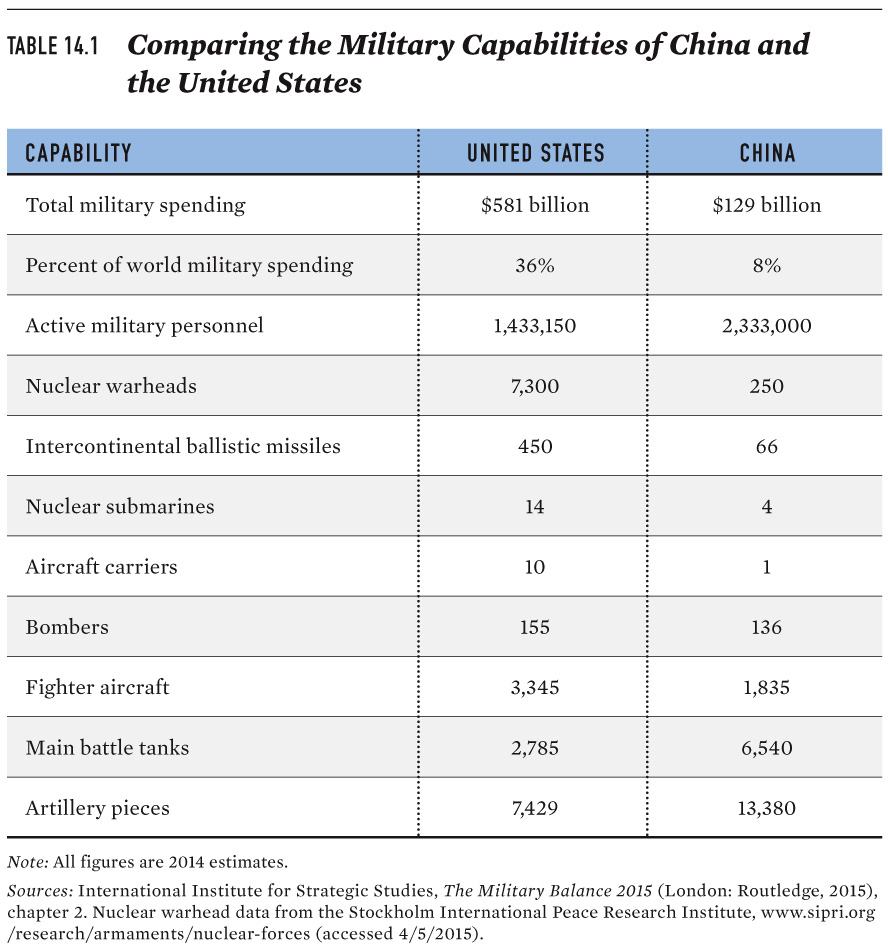 TABLE 14.1 Comparing the Military Capabilities of China and
the United States
CAPABILITY UNITED STATES CHINA
Total military spending $581 billion $129 billion
Percent of world military spending 36% 8%
Active military personnel 1,433,150 2,333,000
Nuclear warheads 7,300 250
Intercontinental ballistic missiles 450 66
Nuclear submarines 14 4
Aircraft carriers 10 1
Bombers 155 136
Fighter aircraft 3,345 1,835
Main battle tanks 2,785 6,540
Artillery pieces 7,429 13,380
Note: All figures are 2014 estimates.
Sources: International Institute for Strategic Studies, The Military Balance 2015 (London: Routledge, 2015),
chapter 2. Nuclear warhead data from the Stockholm International Peace Research Institute, www.sipri.org
/research/armaments/nuclear-forces (accessed 4/5/2015).